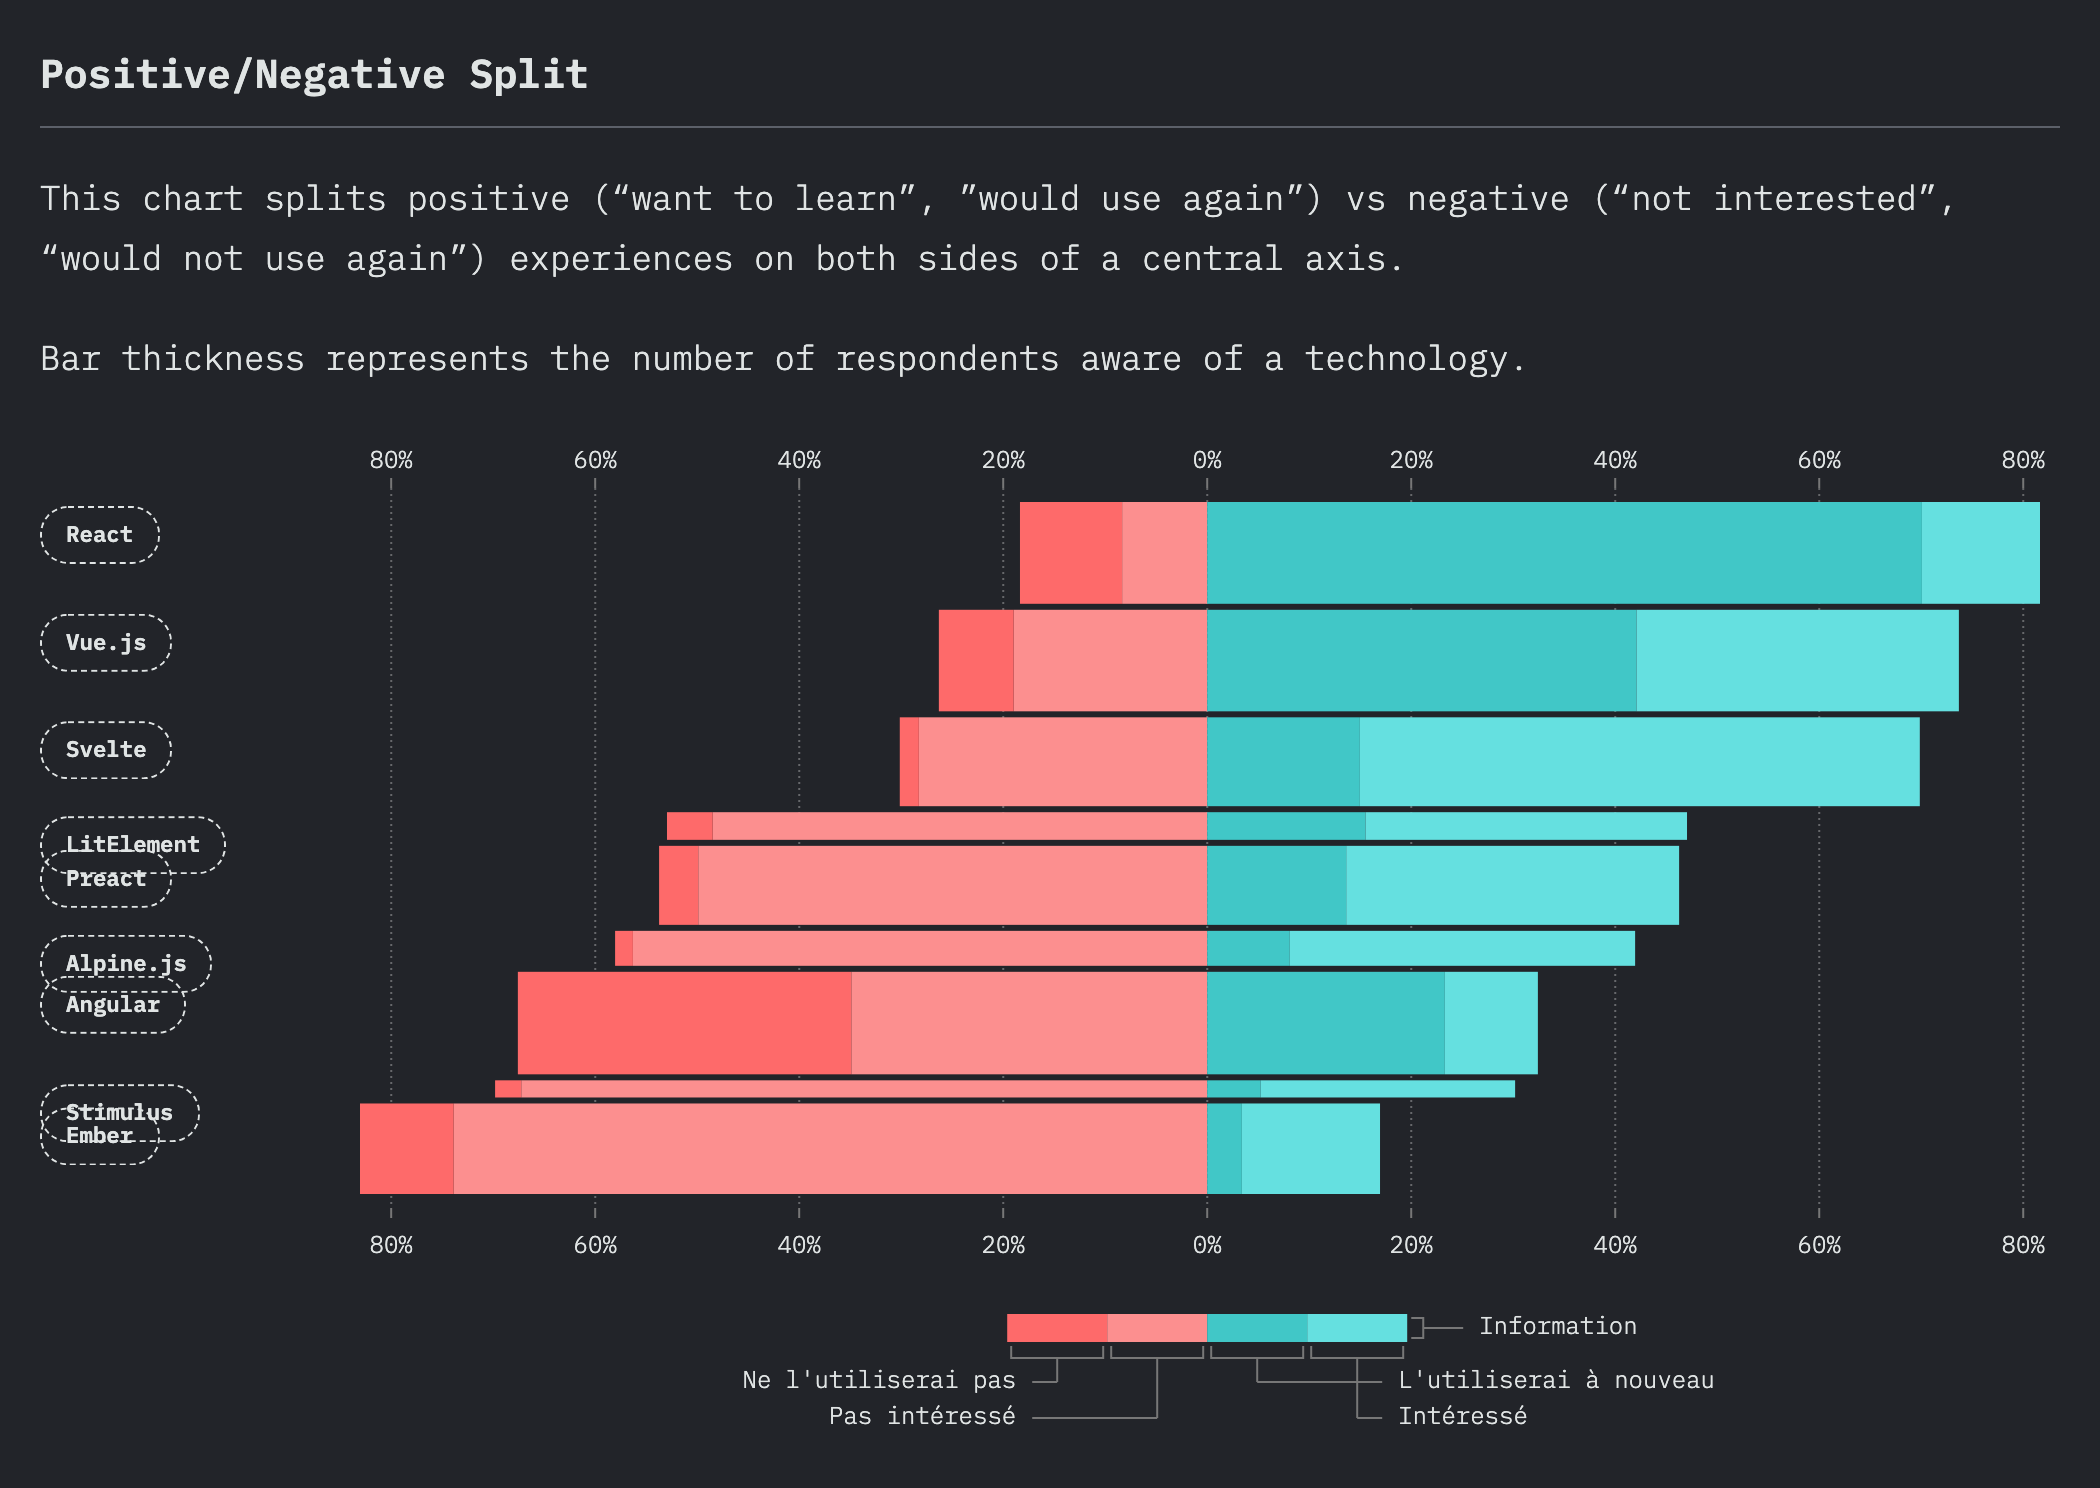 Positive/Negative Split
This chart splits positive (“want to learn”, ”would use again”) vs negative (“not interested”,
“would not use again”) experiences on both sides of a central axis.
Bar thickness represents the number of respondents aware of a technology.
80% 60% 40% 20% 0% 20% 40% 60% 80%
React
Vue.js
Svelte
LitElement
Preact
Alpine.js
Angular
Stimulus
Ember
80% 60% 40% 20% 0% 20% 40% 60% 80%
Information
Ne l'utiliserai pas L'utiliserai à nouveau
Pas intéressé Intéressé